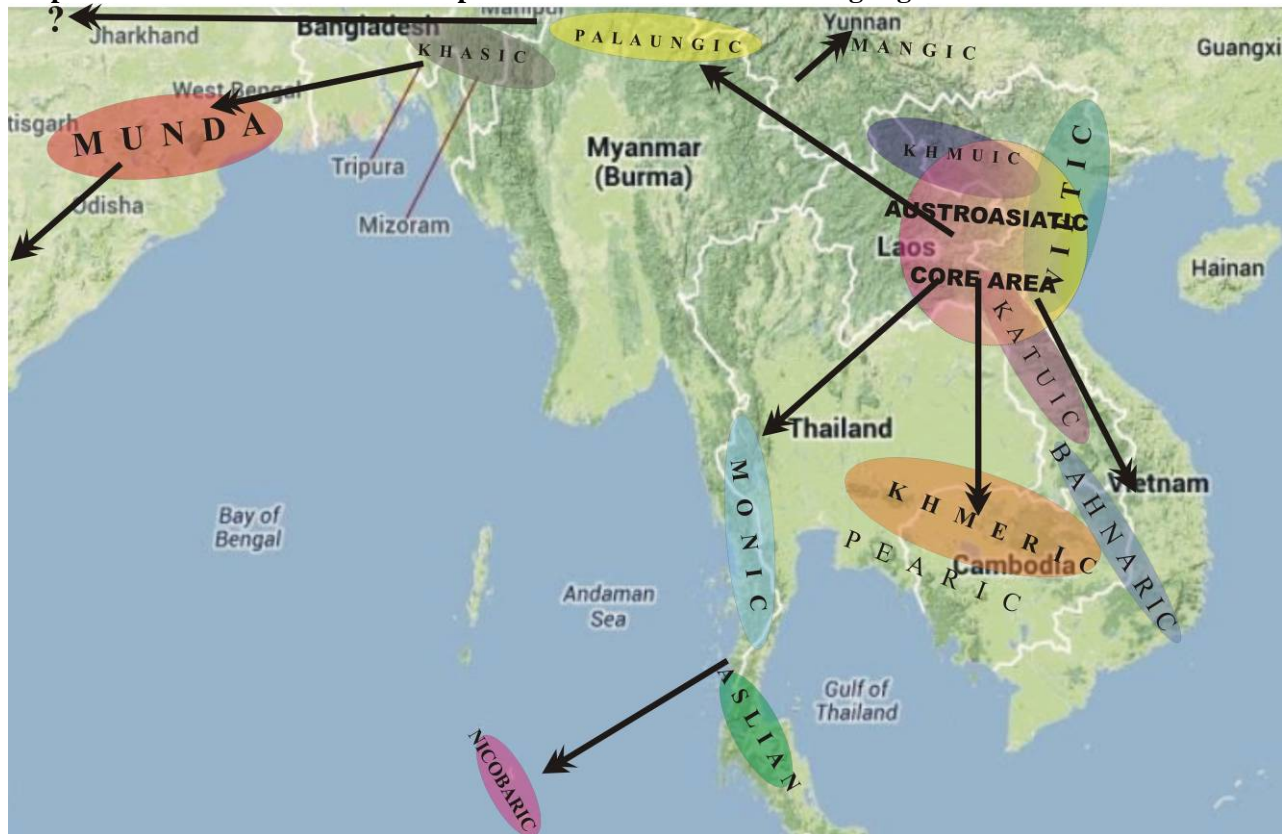 ?
Jharkhand
Bangladesh
Manipur
KHASIC
PALAUNGIC
Yunnan
MANGIC
Guangxi
West Bengal
tisgarh
MUNDA
Tripura
Mizoram
Odisha
Myanmar
(Burma)
KHMUIC
VIETIC
AUSTROASIATIC
Laos
CORE AREA
Hainan
KATUIC
Thailand
BAHNARIC
Vietnam
MONIC
KHMERIC
Cambodia
PEARIC
Bay of
Bengal
Andaman
Sea
Gulf of
Thailand
ASLIAN
NICOBARIC